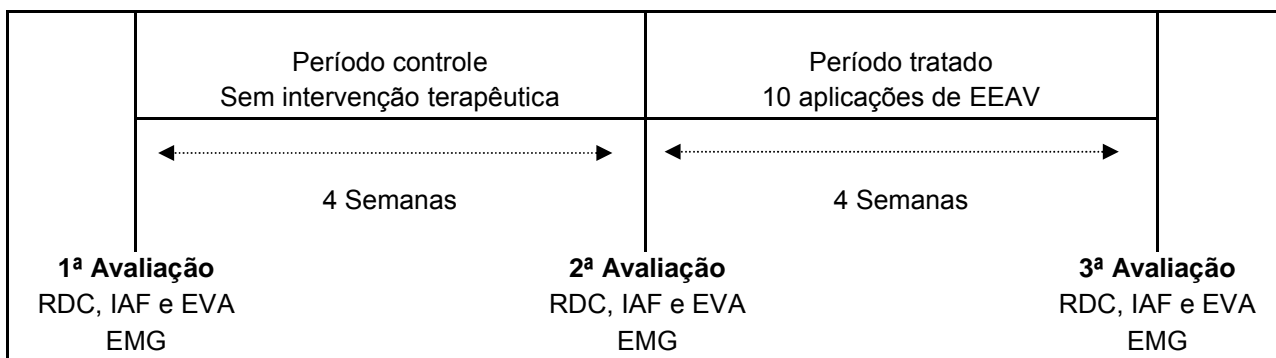 Período controle
Sem intervenção terapêutica
Período tratado
10 aplicações de EEAV
4 Semanas
4 Semanas
1ª Avaliação
RDC, IAF e EVA
EMG
2ª Avaliação
RDC, IAF e EVA
EMG
3ª Avaliação
RDC, IAF e EVA
EMG